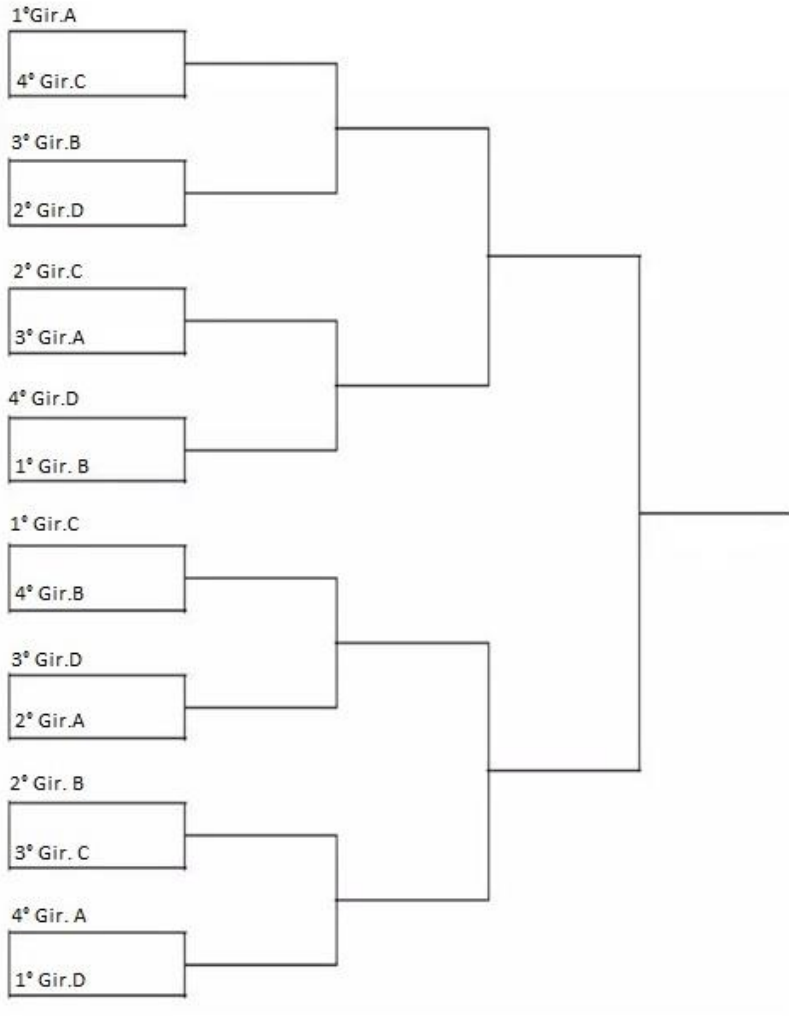 1°Gir.A
4° Gir.C
3° Gir.B
2° Gir.D
2° Gir.C
3° Gir.A
4° Gir.D
1° Gir. B
1° Gir.C
4° Gir.B
3° Gir.D
2° Gir.A
2° Gir. B
3° Gir. C
4° Gir. A
1° Gir.D